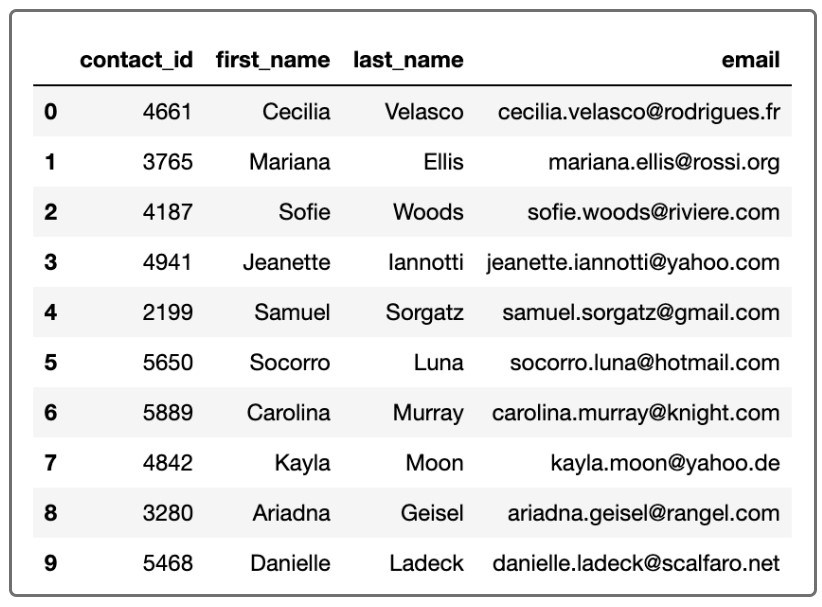 contact_id first_name last_name email
0 4661 Cecilia Velasco cecilia.velasco@rodrigues.fr
1 3765 Mariana Ellis mariana.ellis@rossi.org
2 4187 Sofie Woods sofie.woods@riviere.com
3 4941 Jeanette Iannotti jeanette.iannotti@yahoo.com
4 2199 Samuel Sorgatz samuel.sorgatz@gmail.com
5 5650 Socorro Luna socorro.luna@hotmail.com
6 5889 Carolina Murray carolina.murray@knight.com
7 4842 Kayla Moon kayla.moon@yahoo.de
8 3280 Ariadna Geisel ariadna.geisel@rangel.com
9 5468 Danielle Ladeck danielle.ladeck@scalfaro.net